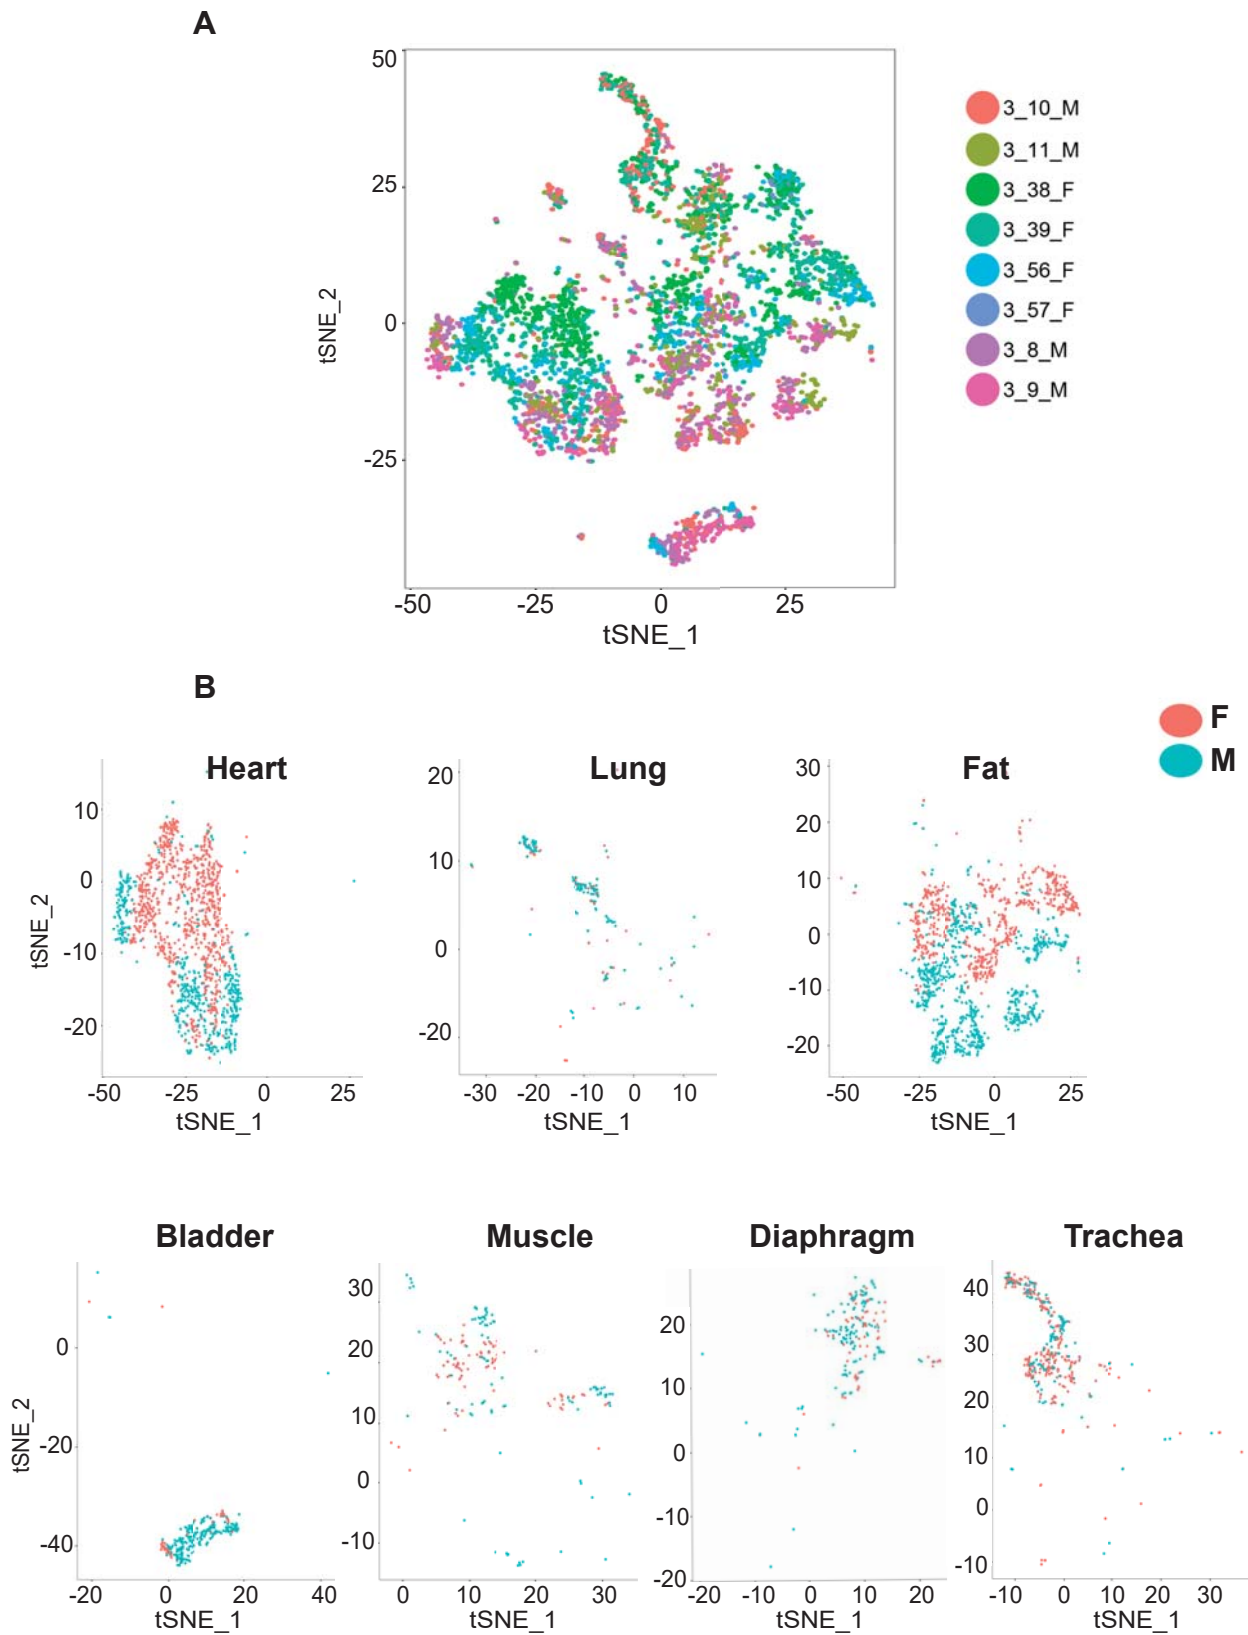 A
50
25
0
-25
tSNE_2
-50
-25
0
25
tSNE_1
3_10_M
3_11_M
3_38_F
3_39_F
3_56_F
3_57_F
3_8_M
3_9_M
B
F
M
Heart
10
0
-10
-20
tSNE_2
-50
-25
0
25
tSNE_1
Lung
20
10
0
-20
-30
-20
-10
0
10
tSNE_1
Fat
30
20
10
0
-10
-20
-50
-25
0
25
tSNE_1
Bladder
0
-20
-40
tSNE_2
-20
0
20
40
tSNE_1
Muscle
30
20
10
0
-10
0
10
20
30
tSNE_1
Diaphragm
20
10
0
-10
-20
-20
-10
0
10
20
tSNE_1
Trachea
40
30
20
10
0
-10
-10
0
10
20
30
tSNE_1